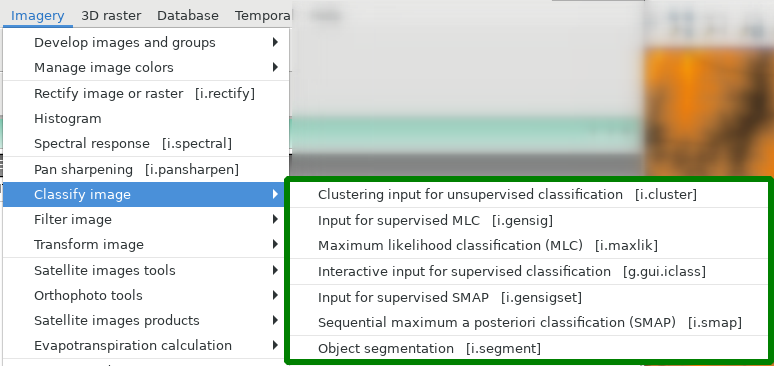 Imagery 3D raster Database Tempora
Develop images and groups
Manage image colors
Rectify image or raster [i.rectify]
Histogram
Spectral response [i.spectral]
Pan sharpening [i.pansharpen]
Classify image
Filter image
Transform image
Satellite images tools
Orthophoto tools
Satellite images products
Evapotranspiration calculation
Clustering input for unsupervised classification [i.cluster]
Input for supervised MLC [i.gensig]
Maximum likelihood classification (MLC) [i.maxlik]
Interactive input for supervised classification [g.gui.iclass]
Input for supervised SMAP [i.gensigset]
Sequential maximum a posteriori classification (SMAP) [i.smap]
Object segmentation [i.segment]